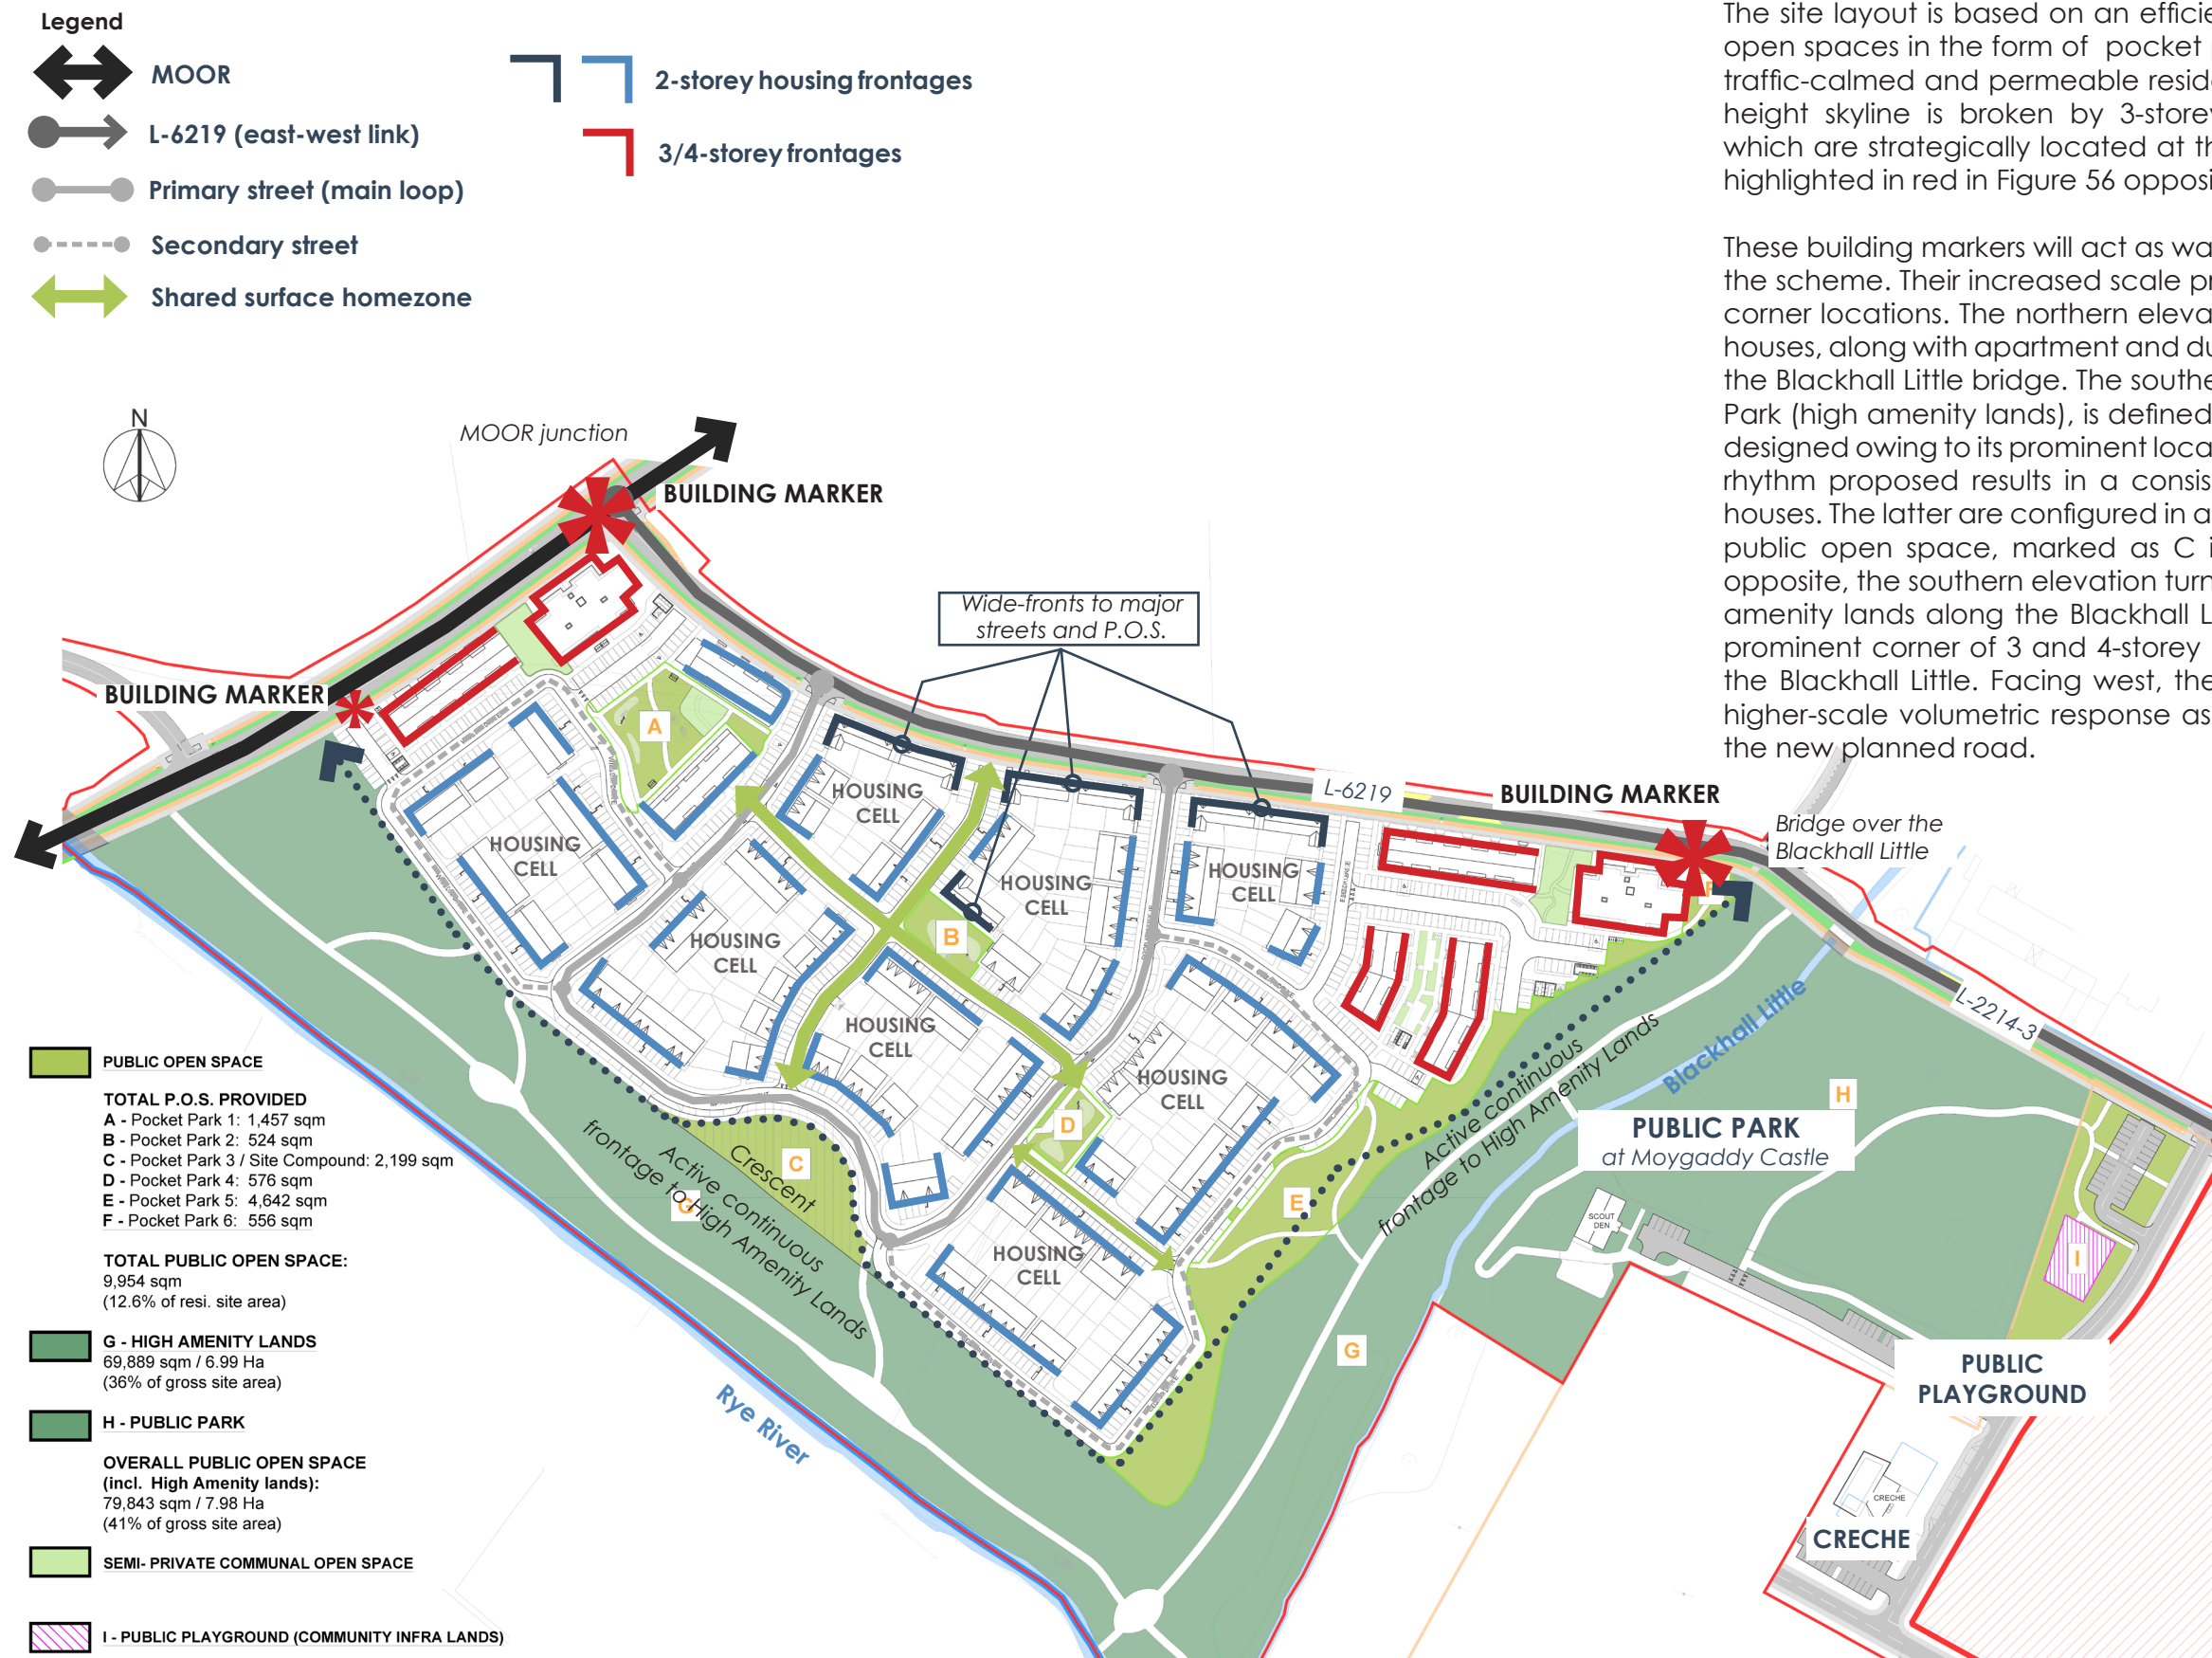 Legend
MOOR
L-6219 (east-west link)
Primary street (main loop)
Secondary street
Shared surface homezone
2-storey housing frontages
3/4-storey frontages
The site layout is based on an efficie
open spaces in the form of pocket
traffic-calmed and permeable resid
height skyline is broken by 3-storey
which are strategically located at th
highlighted in red in Figure 56 opposi
These building markers will act as wa
the scheme. Their increased scale pr
corner locations. The northern eleva
houses, along with apartment and du
the Blackhall Little bridge. The southe
Park (high amenity lands), is defined
designed owing to its prominent loca
rhythm proposed results in a consis
houses. The latter are configured in a
public open space, marked as C i
opposite, the southern elevation turn
amenity lands along the Blackhall L
prominent corner of 3 and 4-storey
the Blackhall Little. Facing west, the
higher-scale volumetric response as
the new planned road.
N
MOOR junction
BUILDING MARKER
BUILDING MARKER
Wide-fronts to major
streets and P.O.S.
A
HOUSING
CELL
HOUSING
CELL
HOUSING
CELL
HOUSING
CELL
HOUSING
CELL
HOUSING
CELL
HOUSING
CELL
HOUSING
CELL
B
L-6219
BUILDING MARKER
F
Bridge over the
Blackhall Little
L-2214-3
Blackhall Little
Active continuous
frontage to High Amenity Lands
H
PUBLIC PARK
at Moygaddy Castle
D
C
Crescent
Active continuous
frontage to High Amenity Lands
G
E
SCOUT
DEN
I
G
PUBLIC
PLAYGROUND
Rye River
CRECHE
CRECHE
PUBLIC OPEN SPACE
TOTAL P.O.S. PROVIDED
A - Pocket Park 1: 1,457 sqm
B - Pocket Park 2: 524 sqm
C - Pocket Park 3 / Site Compound: 2,199 sqm
D - Pocket Park 4: 576 sqm
E - Pocket Park 5: 4,642 sqm
F - Pocket Park 6: 556 sqm
TOTAL PUBLIC OPEN SPACE:
9,954 sqm
(12.6% of resi. site area)
G - HIGH AMENITY LANDS
69,889 sqm / 6.99 Ha
(36% of gross site area)
H - PUBLIC PARK
OVERALL PUBLIC OPEN SPACE
(incl. High Amenity lands):
79,843 sqm / 7.98 Ha
(41% of gross site area)
SEMI- PRIVATE COMMUNAL OPEN SPACE
I - PUBLIC PLAYGROUND (COMMUNITY INFRA LANDS)